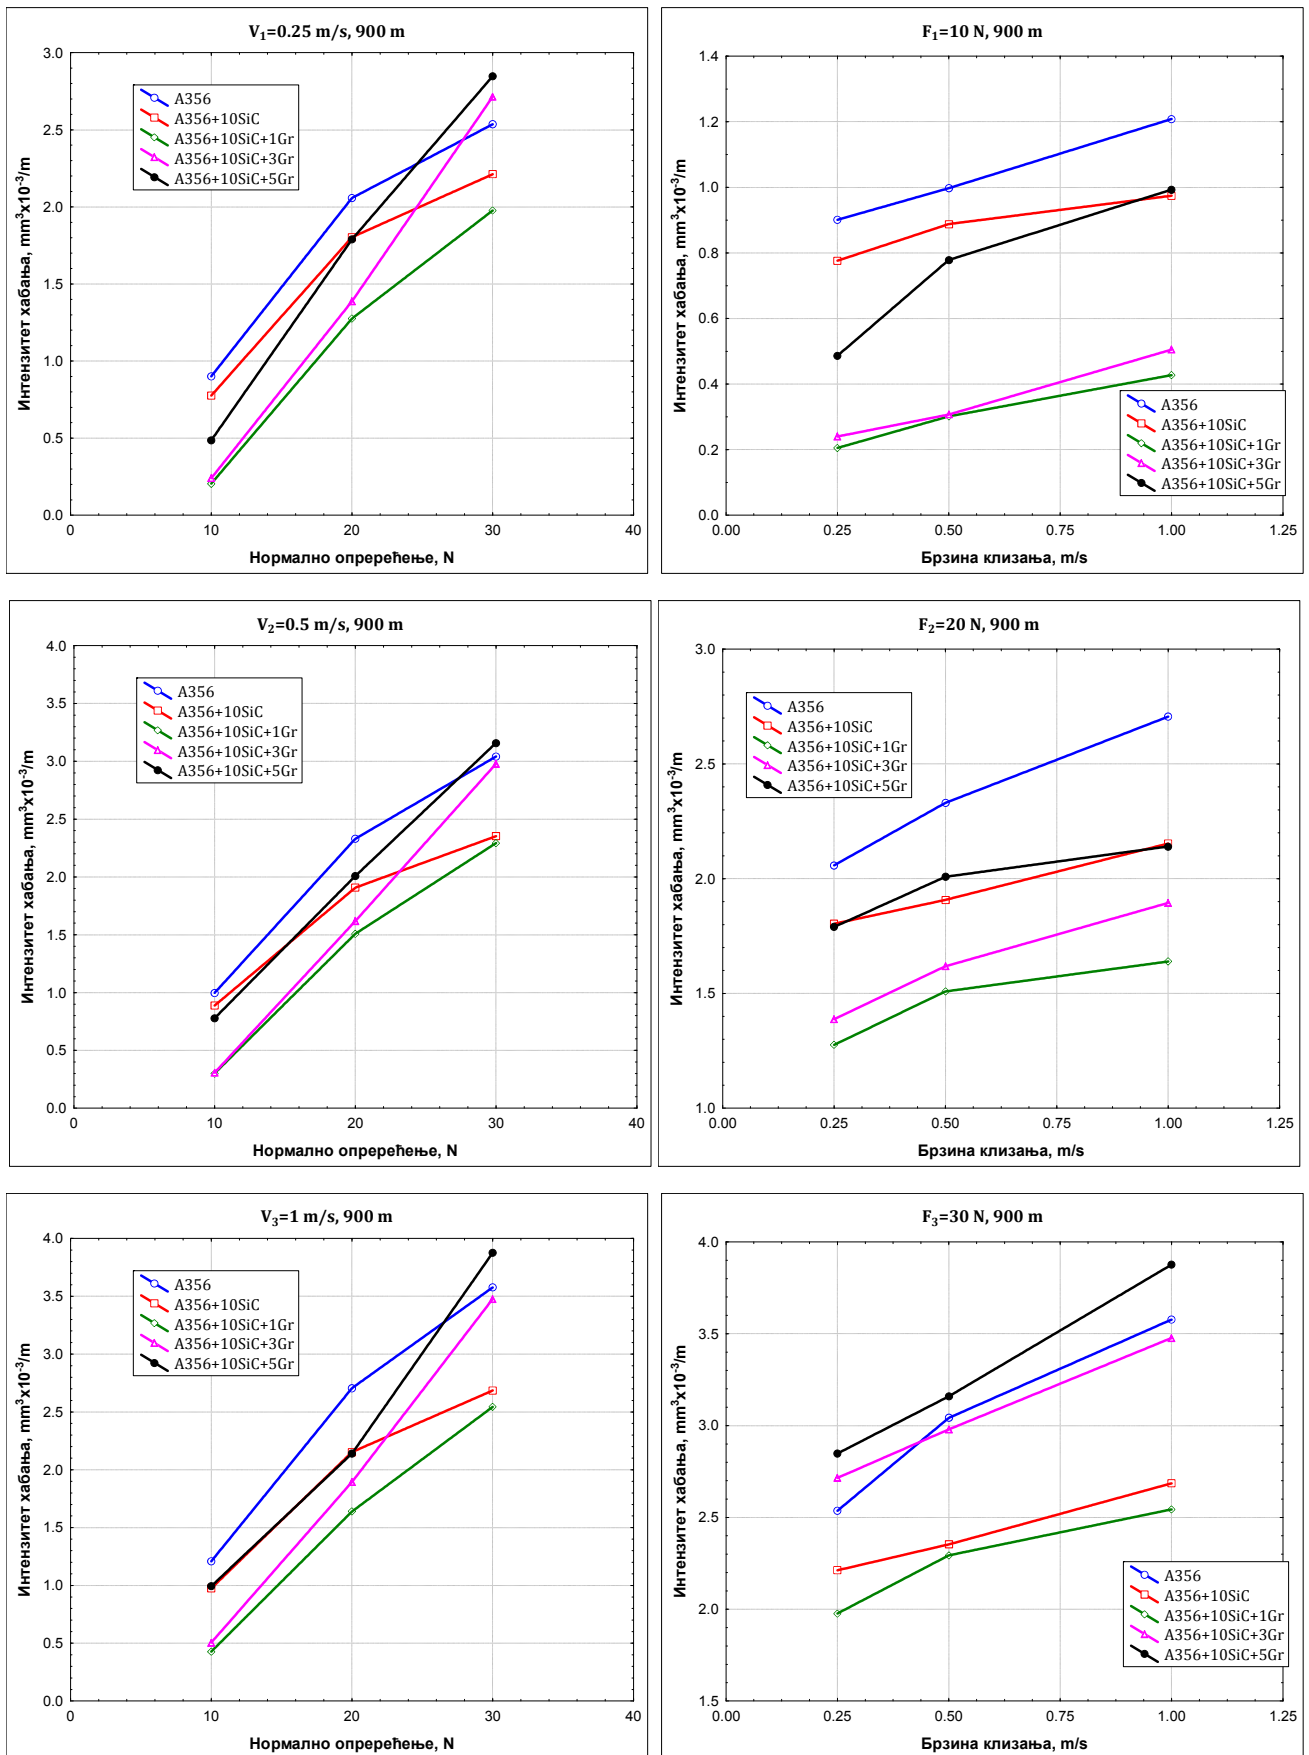 V₁=0.25 m/s, 900 m
3.0
2.5
2.0
1.5
1.0
0.5
0.0
Интензитет хабања, mm³x10⁻³/m
A356
A356+10SiC
A356+10SiC+1Gr
A356+10SiC+3Gr
A356+10SiC+5Gr
0 10 20 30 40
Нормално опререћење, N
F₁=10 N, 900 m
1.4
1.2
1.0
0.8
0.6
0.4
0.2
0.0
Интензитет хабања, mm³x10⁻³/m
A356
A356+10SiC
A356+10SiC+1Gr
A356+10SiC+3Gr
A356+10SiC+5Gr
0.00 0.25 0.50 0.75 1.00 1.25
Брзина клизања, m/s
V₂=0.5 m/s, 900 m
4.0
3.5
3.0
2.5
2.0
1.5
1.0
0.5
0.0
Интензитет хабања, mm³x10⁻³/m
A356
A356+10SiC
A356+10SiC+1Gr
A356+10SiC+3Gr
A356+10SiC+5Gr
0 10 20 30 40
Нормално опререћење, N
F₂=20 N, 900 m
3.0
2.5
2.0
1.5
1.0
Интензитет хабања, mm³x10⁻³/m
A356
A356+10SiC
A356+10SiC+1Gr
A356+10SiC+3Gr
A356+10SiC+5Gr
0.00 0.25 0.50 0.75 1.00 1.25
Брзина клизања, m/s
V₃=1 m/s, 900 m
4.0
3.5
3.0
2.5
2.0
1.5
1.0
0.5
0.0
Интензитет хабања, mm³x10⁻³/m
A356
A356+10SiC
A356+10SiC+1Gr
A356+10SiC+3Gr
A356+10SiC+5Gr
0 10 20 30 40
Нормално опререћење, N
F₃=30 N, 900 m
4.0
3.5
3.0
2.5
2.0
1.5
Интензитет хабања, mm³x10⁻³/m
A356
A356+10SiC
A356+10SiC+1Gr
A356+10SiC+3Gr
A356+10SiC+5Gr
0.00 0.25 0.50 0.75 1.00 1.25
Брзина клизања, m/s